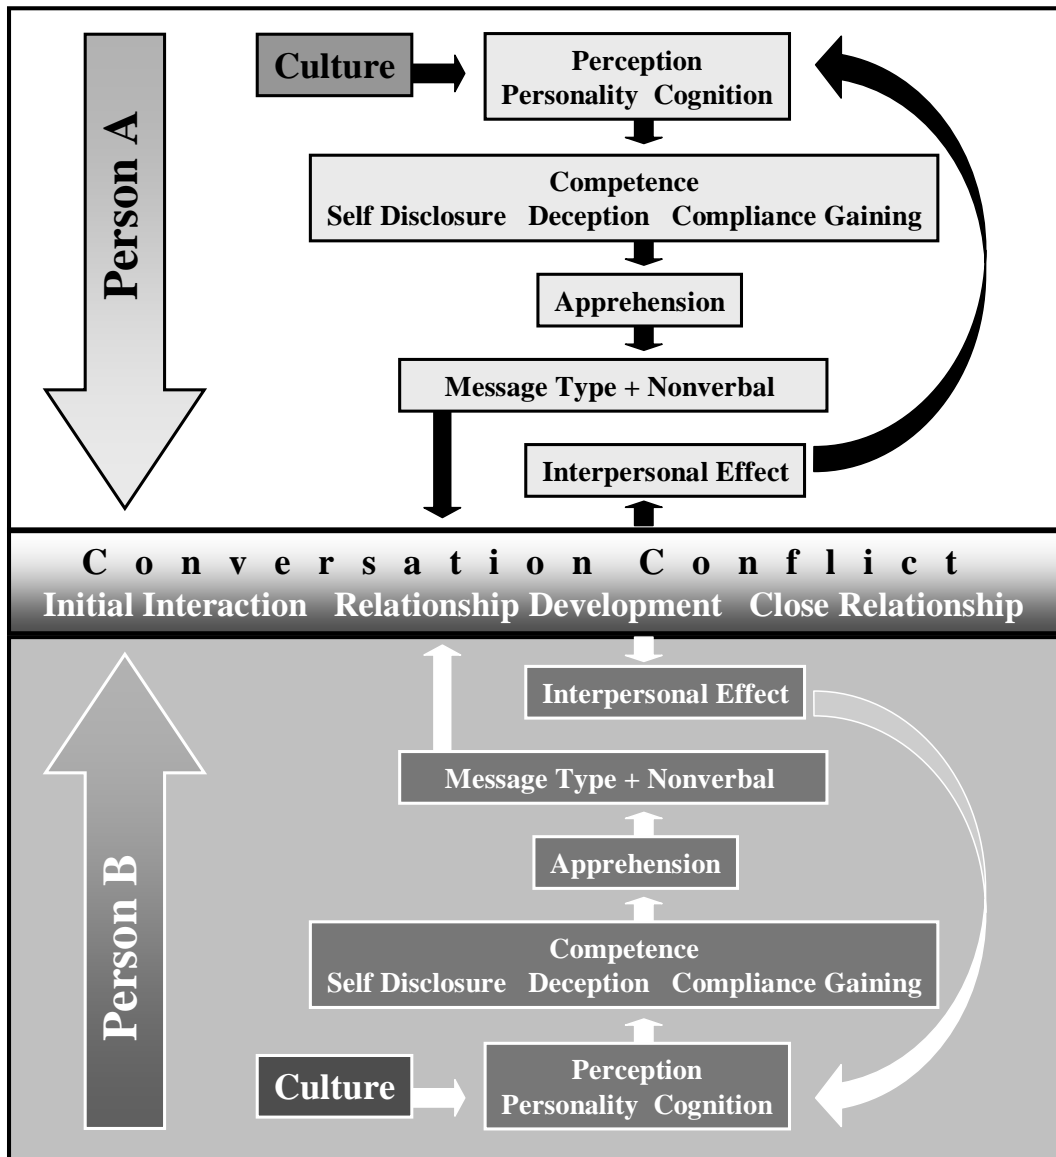 Person A
Culture
Perception
Personality Cognition
Competence
Self Disclosure Deception Compliance Gaining
Apprehension
Message Type + Nonverbal
Interpersonal Effect
Conversation Conflict
Initial Interaction Relationship Development Close Relationship
Interpersonal Effect
Message Type + Nonverbal
Apprehension
Person B
Competence
Self Disclosure Deception Compliance Gaining
Culture
Perception
Personality Cognition